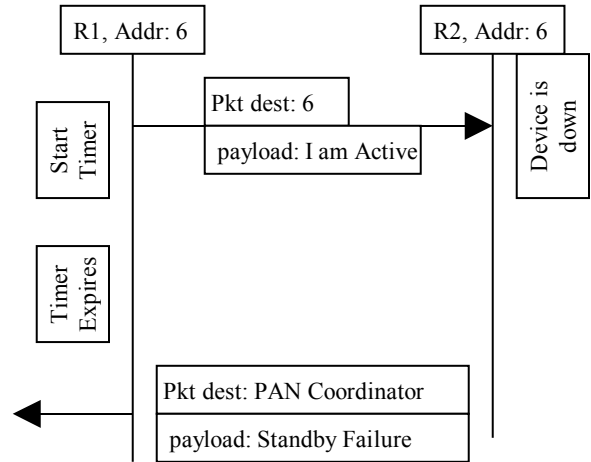 R1, Addr: 6
R2, Addr: 6
Pkt dest: 6
payload: I am Active
Start
Timer
Device is
down
Timer
Expires
Pkt dest: PAN Coordinator
payload: Standby Failure